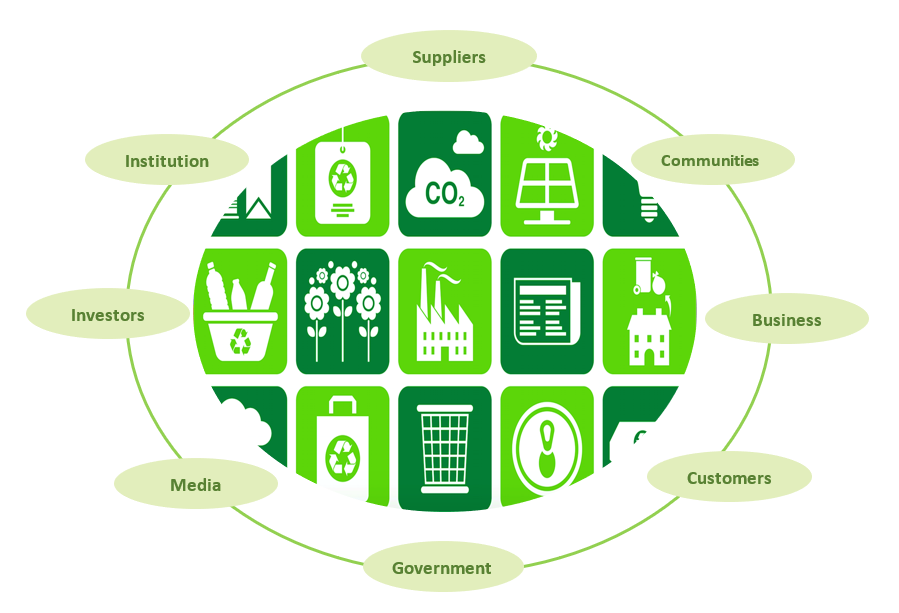 Suppliers
Institution
Communities
CO₂
Investors
Business
Media
Customers
Government